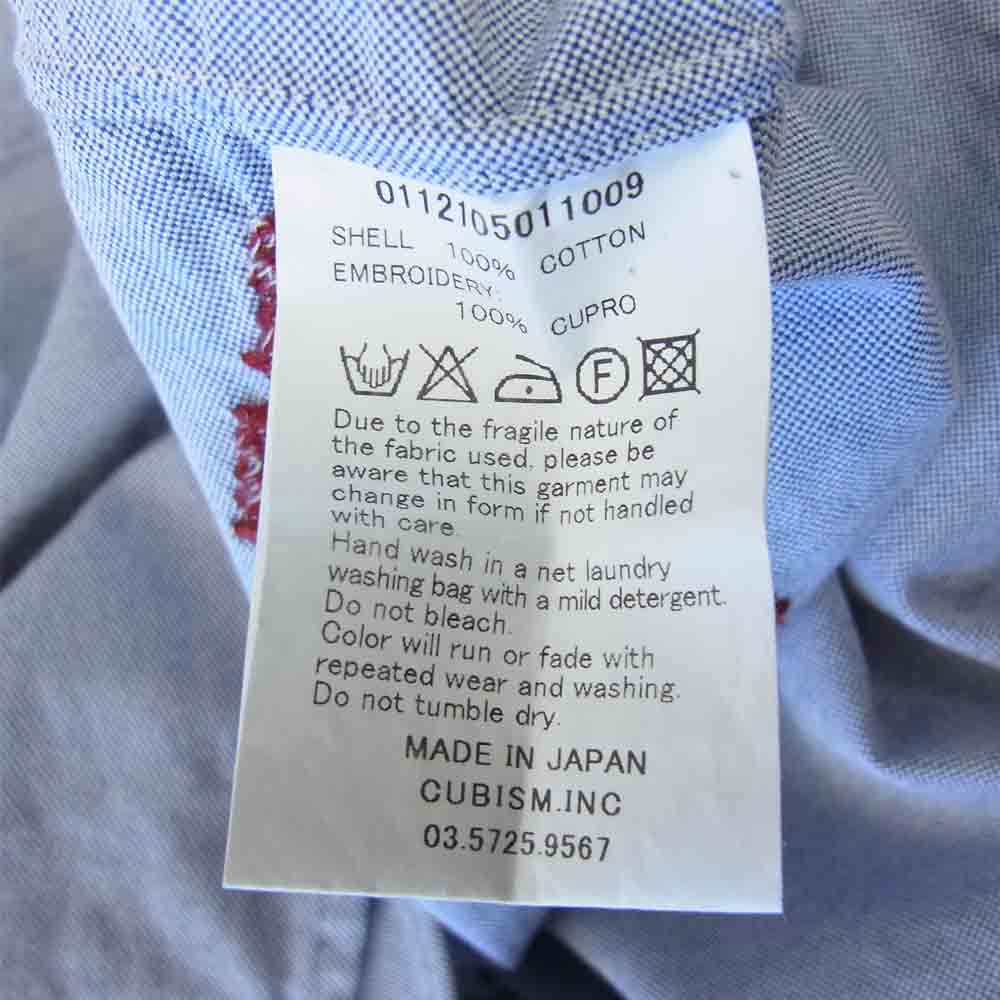 0112105011009
SHELL 100% COTTON
EMBROIDERY:
100% CUPRO
F
Due to the fragile nature of
the fabric used, please be
aware that this garment may
change in form if not handled
with care.
Hand wash in a net laundry
washing bag with a mild detergent.
Do not bleach.
Color will run or fade with
repeated wear and washing.
Do not tumble dry.
MADE IN JAPAN
CUBISM.INC
03.5725.9567